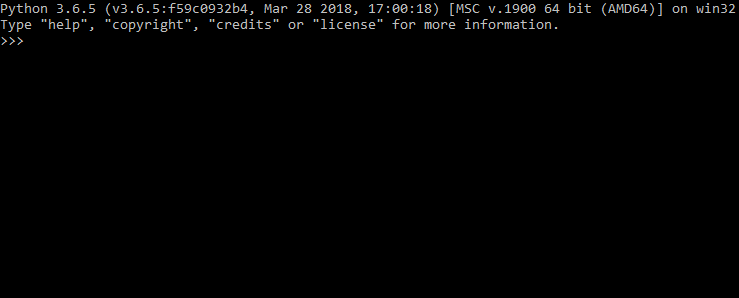 Python 3.6.5 (v3.6.5:f59c0932b4, Mar 28 2018, 17:00:18) [MSC v.1900 64 bit (AMD64)] on win32
Type "help", "copyright", "credits" or "license" for more information.
>>>